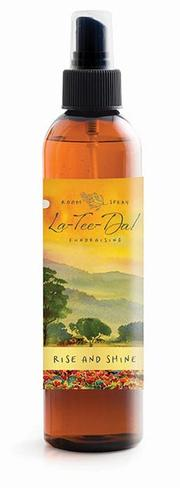 ROOM SPRAY
La-Tee-Da!
FUNDRAISING
RISE AND SHINE